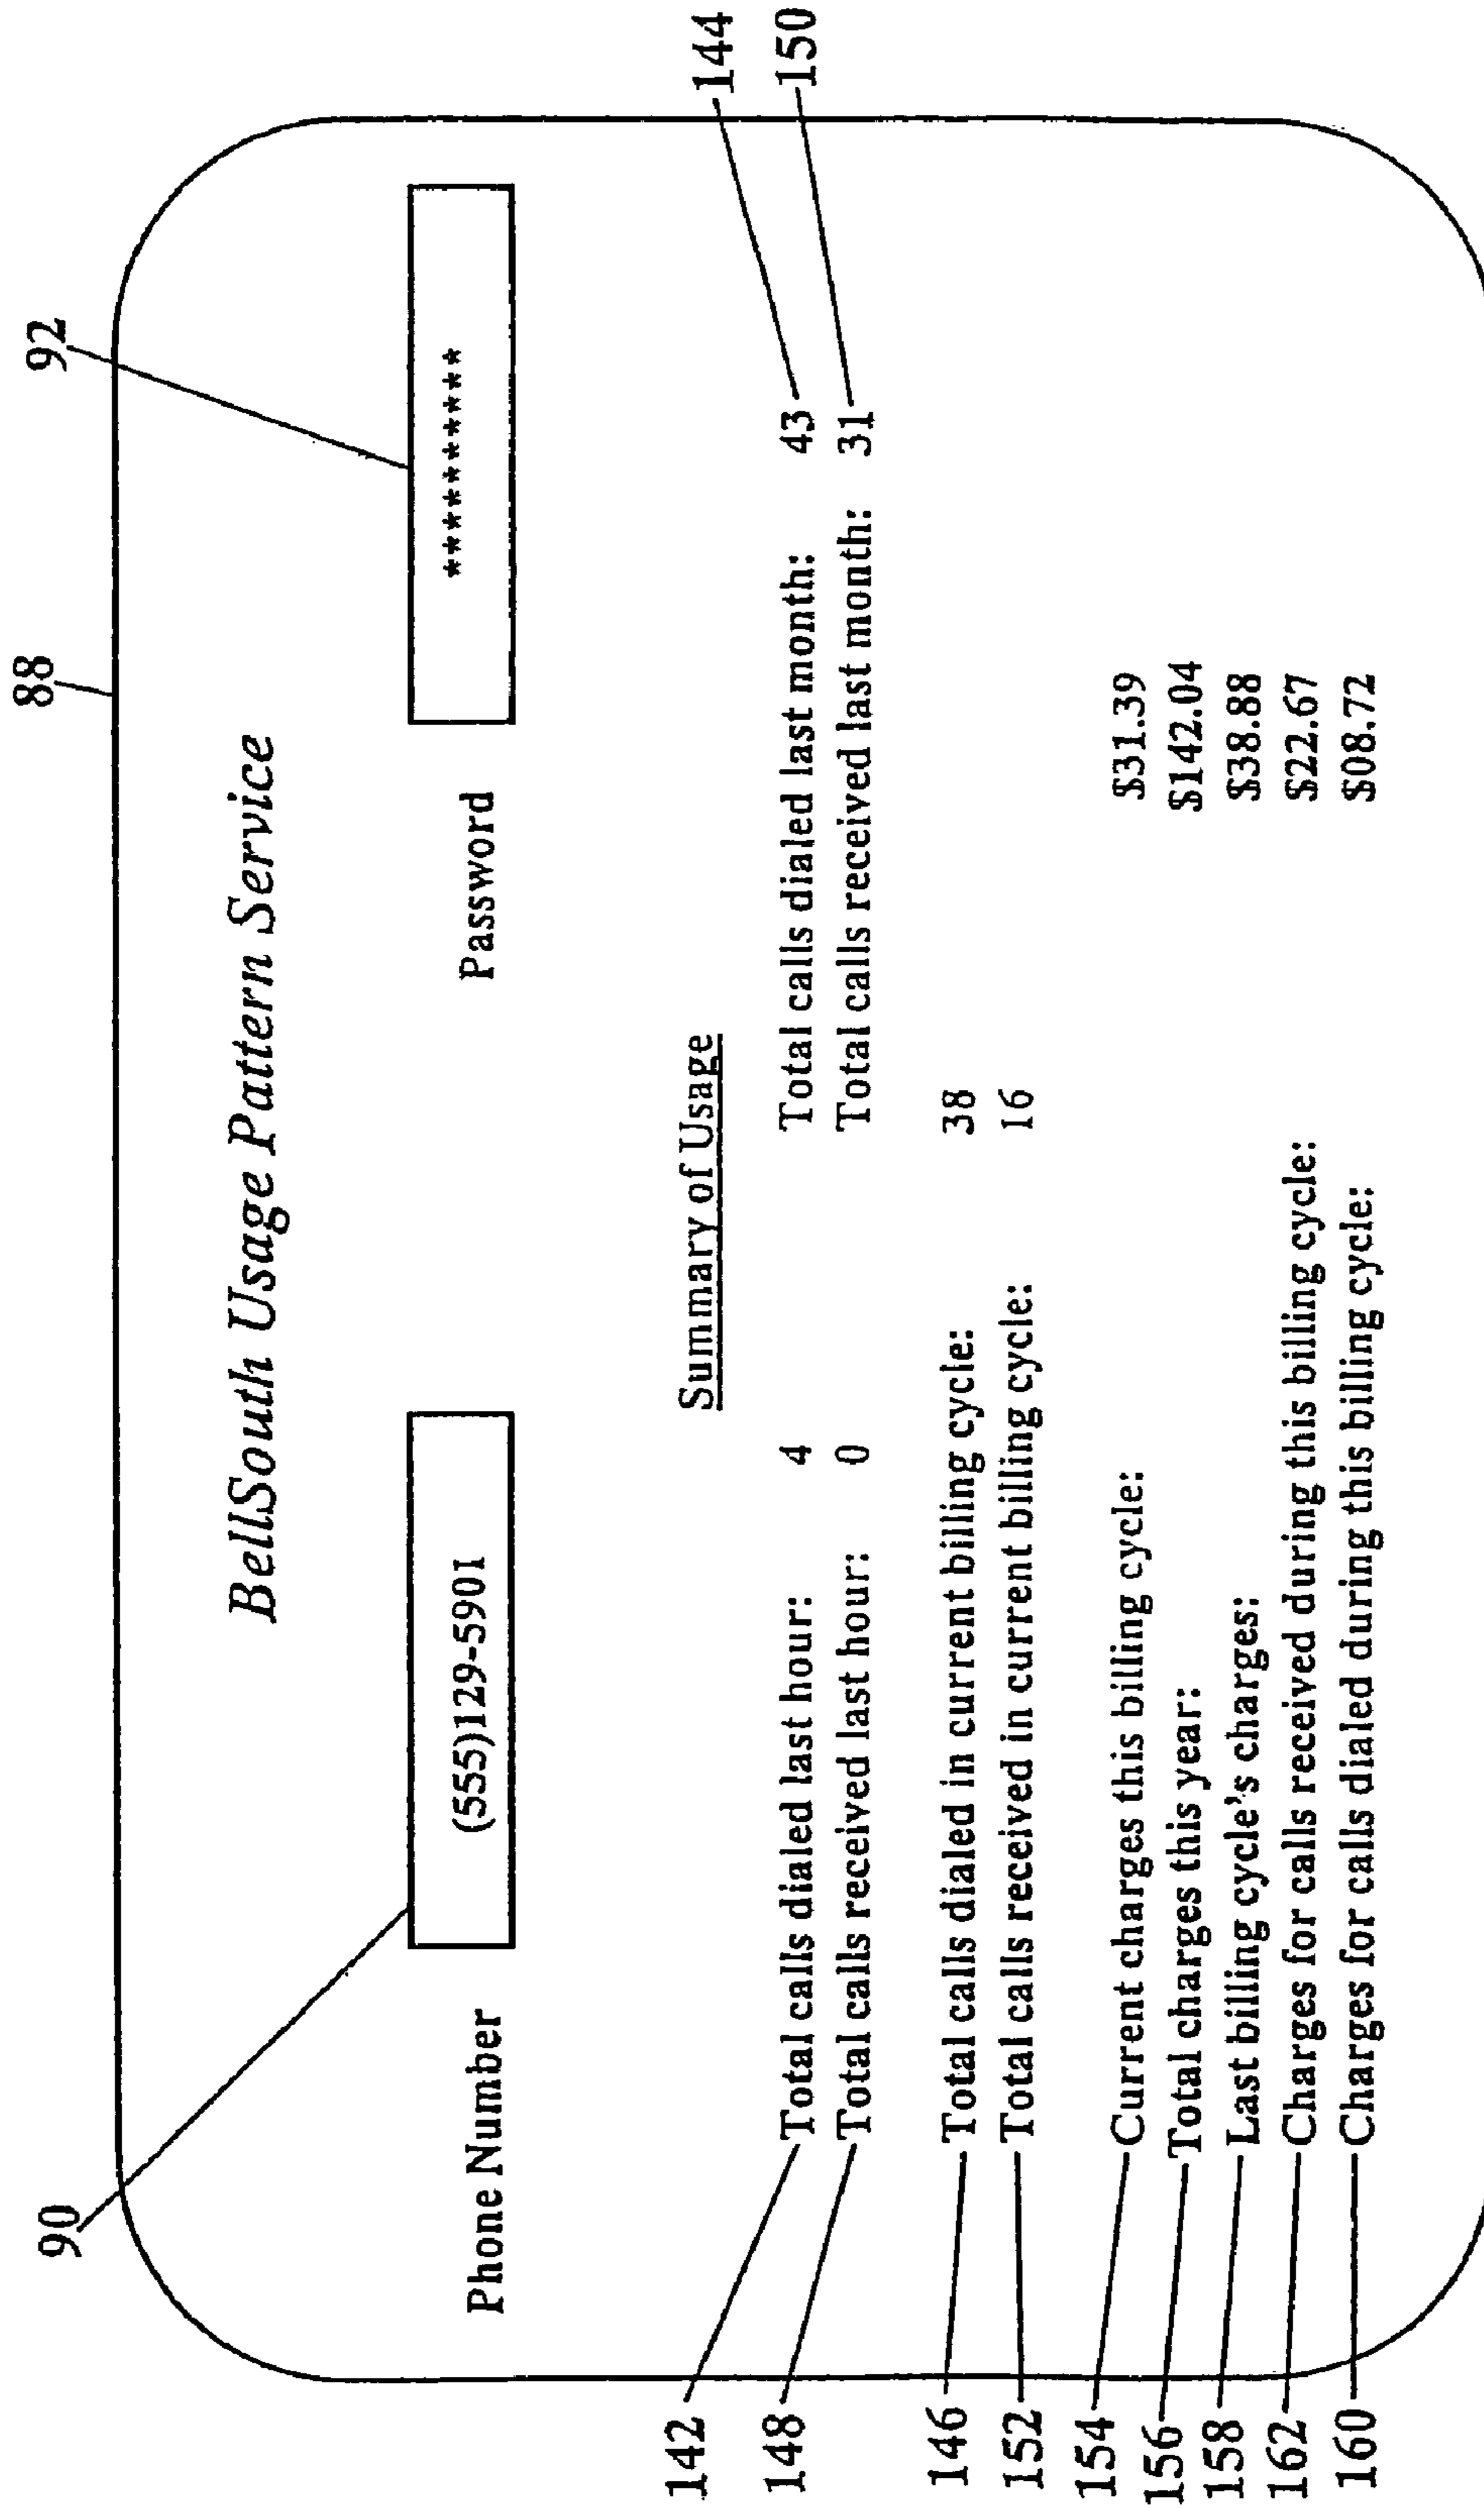 90
88
92
BellSouth Usage Pattern Service
Phone Number (555)129-5901 Password **********
Summary of Usage
142 Total calls dialed last hour: 4 Total calls dialed last month: 43 144
148 Total calls received last hour: 0 Total calls received last month: 31 150
146 Total calls dialed in current billing cycle: 38
152 Total calls received in current billing cycle: 16
154 Current charges this billing cycle: $31.39
156 Total charges this year: $142.04
158 Last billing cycle's charges: $38.88
162 Charges for calls received during this billing cycle: $22.67
160 Charges for calls dialed during this billing cycle: $08.72